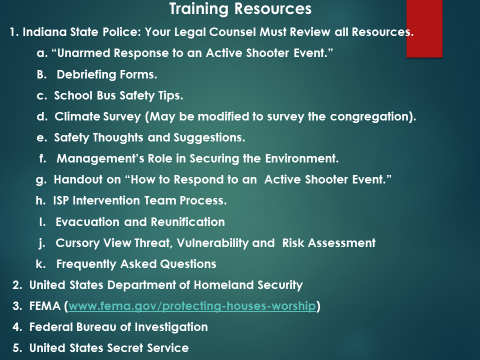 Training Resources
1. Indiana State Police: Your Legal Counsel Must Review all Resources.
a. “Unarmed Response to an Active Shooter Event.”
B. Debriefing Forms.
c. School Bus Safety Tips.
d. Climate Survey (May be modified to survey the congregation).
e. Safety Thoughts and Suggestions.
f. Management’s Role in Securing the Environment.
g. Handout on “How to Respond to an Active Shooter Event.”
h. ISP Intervention Team Process.
I. Evacuation and Reunification
j. Cursory View Threat, Vulnerability and Risk Assessment
k. Frequently Asked Questions
2. United States Department of Homeland Security
3. FEMA (www.fema.gov/protecting-houses-worship)
4. Federal Bureau of Investigation
5. United States Secret Service